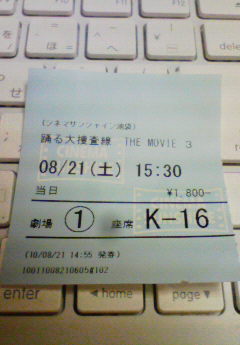 (シネマサンシャイン池袋)
踊る大捜査線 THE MOVIE 3
08/21(土) 15:30
当日 ¥1,800-
劇場 ① 座席 K-16
(10/08/21 14:55 発券)
10011008210605#102
enter
home
page